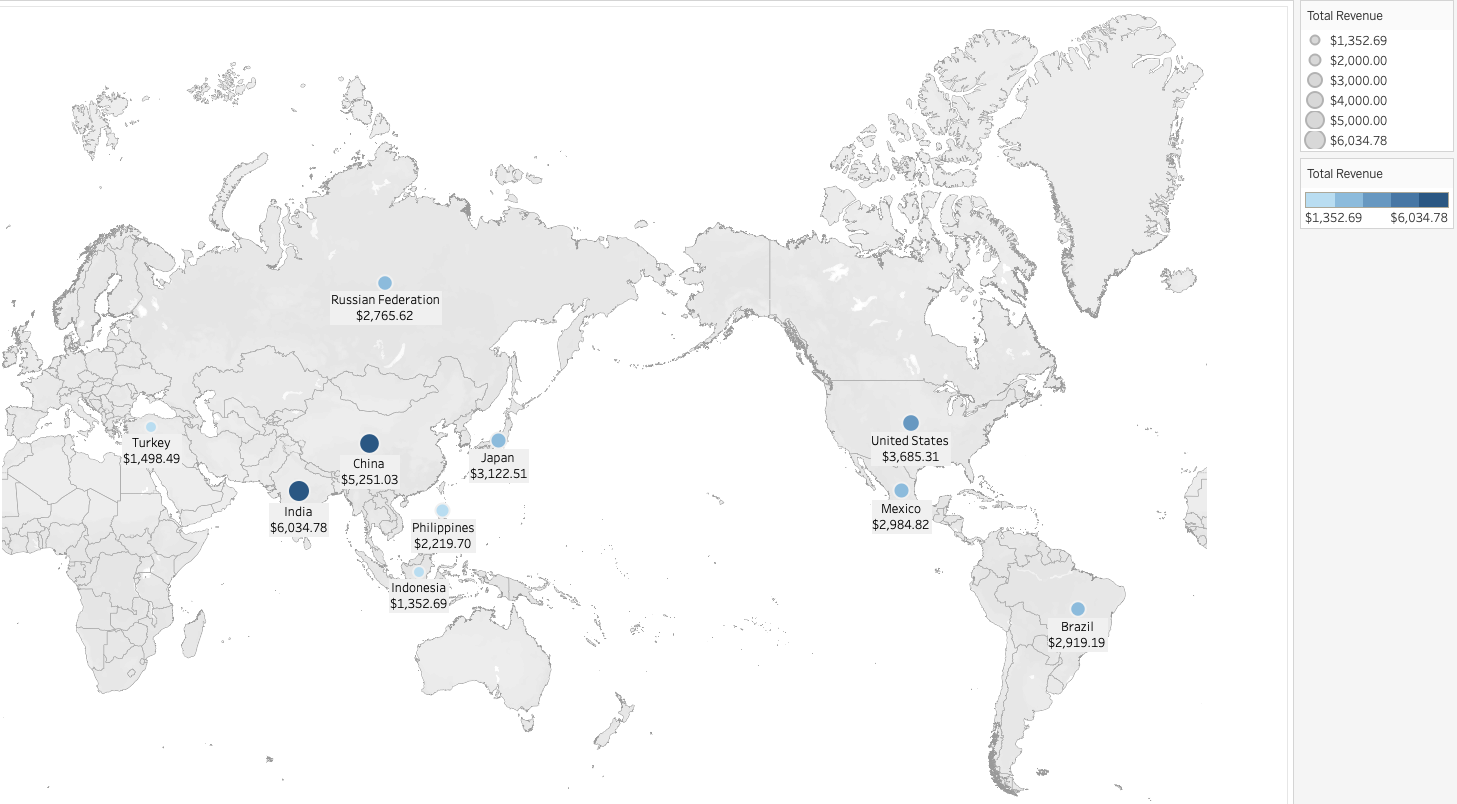 Russian Federation
$2,765.62
Turkey
$1,498.49
China
$5,251.03
Japan
$3,122.51
India
$6,034.78
Philippines
$2,219.70
Indonesia
$1,352.69
United States
$3,685.31
Mexico
$2,984.82
Brazil
$2,919.19
Total Revenue
$1,352.69
$2,000.00
$3,000.00
$4,000.00
$5,000.00
$6,034.78
Total Revenue
$1,352.69 $6,034.78